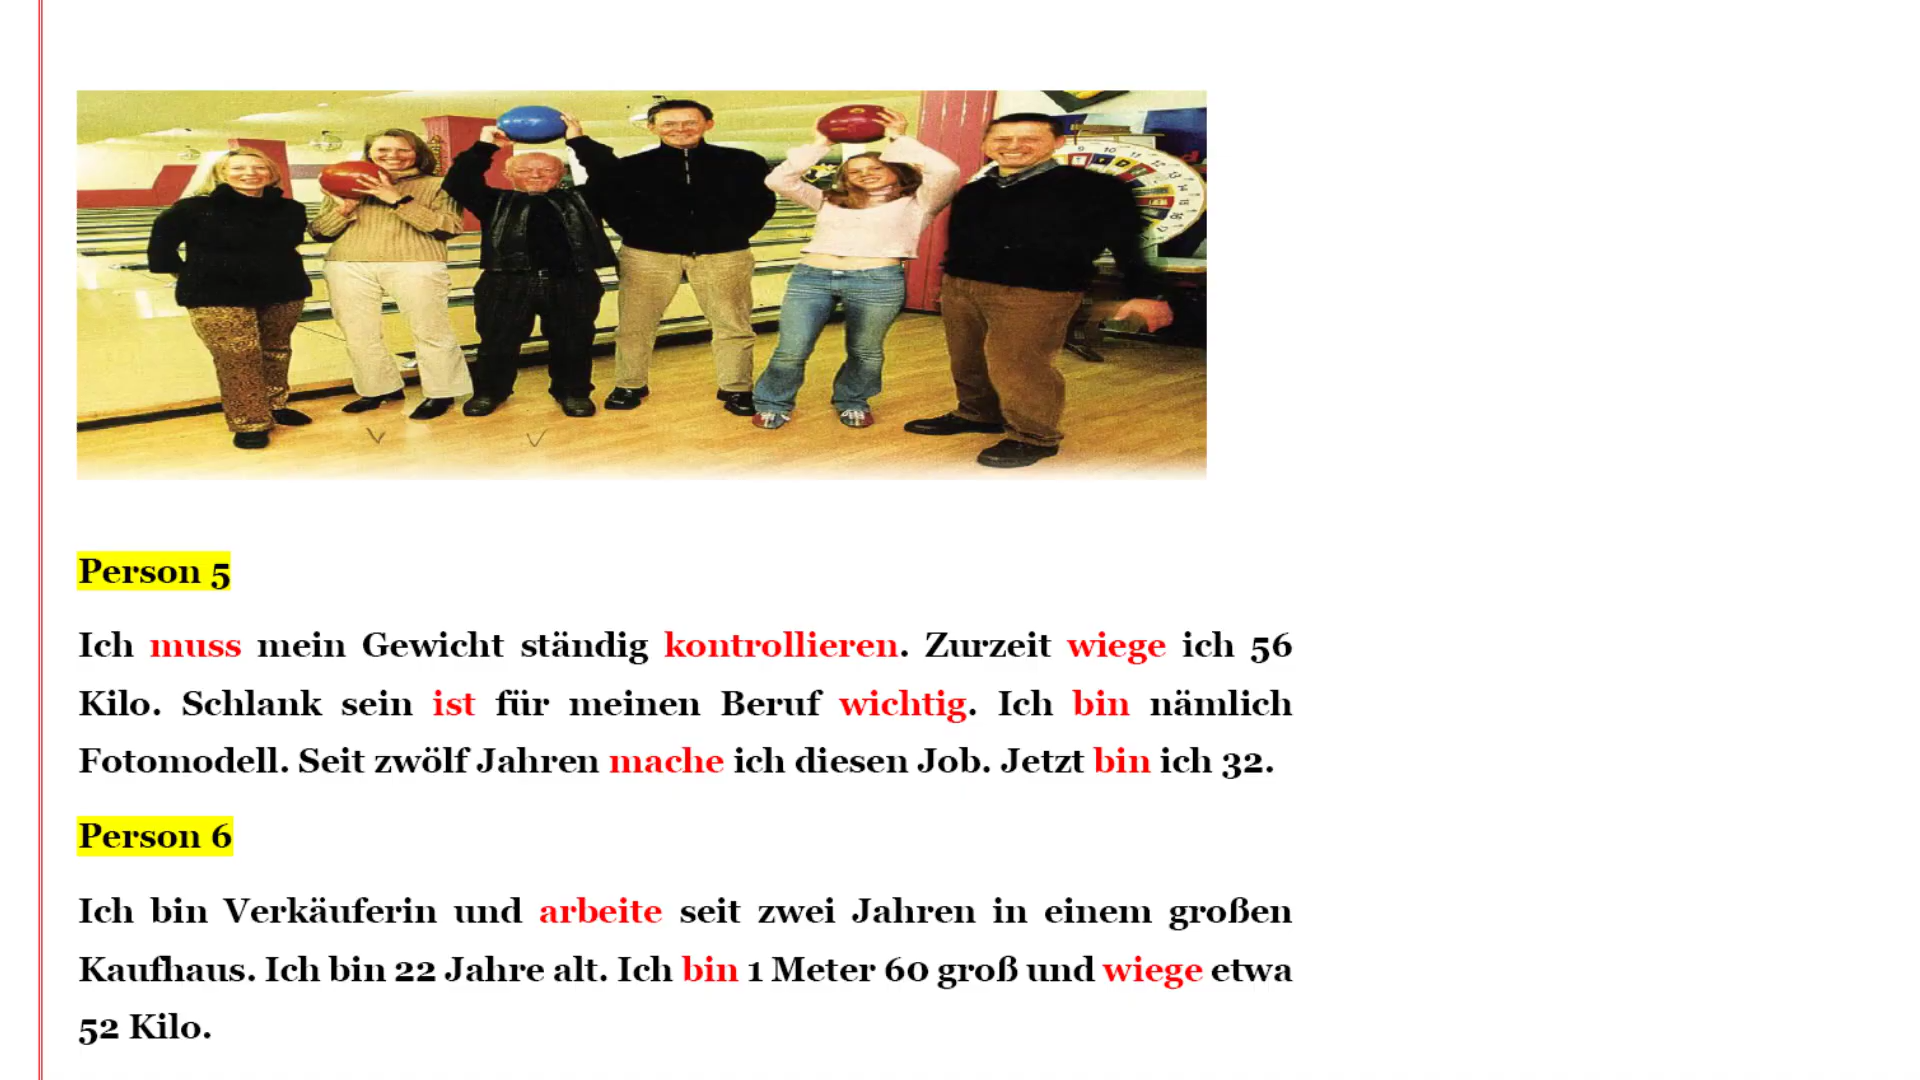 Person 5
Ich muss mein Gewicht ständig kontrollieren. Zurzeit wiege ich 56
Kilo. Schlank sein ist für meinen Beruf wichtig. Ich bin nämlich
Fotomodell. Seit zwölf Jahren mache ich diesen Job. Jetzt bin ich 32.
Person 6
Ich bin Verkäuferin und arbeite seit zwei Jahren in einem großen
Kaufhaus. Ich bin 22 Jahre alt. Ich bin 1 Meter 60 groß und wiege etwa
52 Kilo.